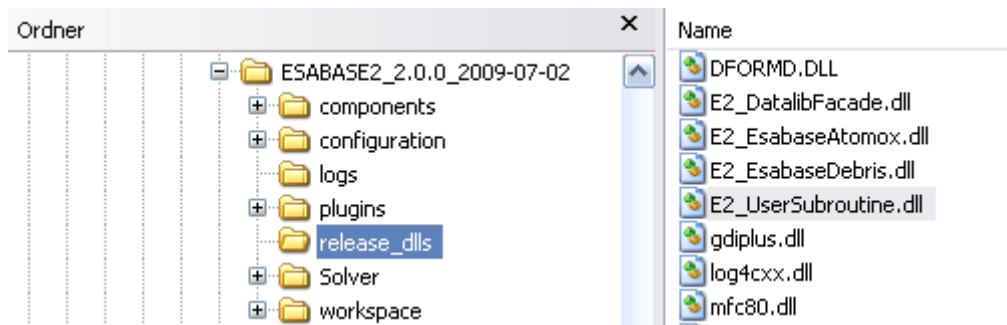 Ordner
ESABASE2_2.0.0_2009-07-02
components
configuration
logs
plugins
release_dlls
Solver
workspace
Name
DFORMD.DLL
E2_DatalibFacade.dll
E2_EsabaseAtomox.dll
E2_EsabaseDebris.dll
E2_UserSubroutine.dll
gdiplus.dll
log4cxx.dll
mfc80.dll